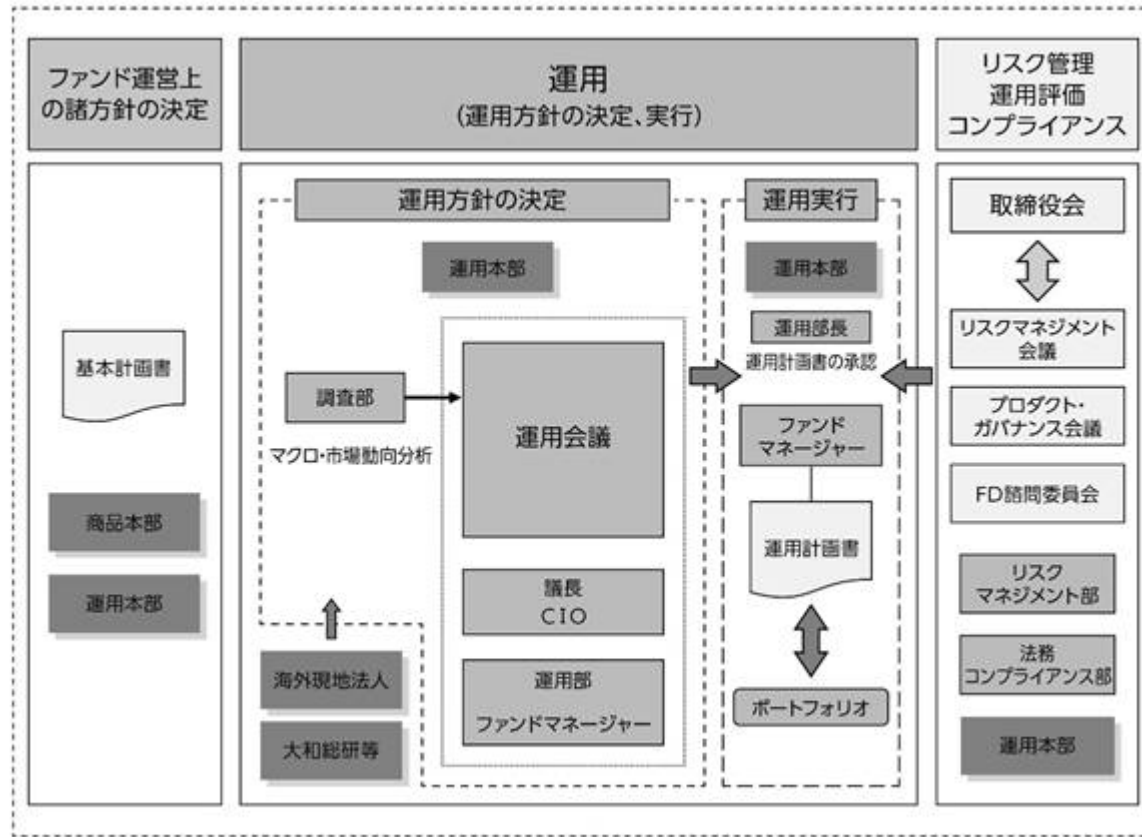 ファンド運営上
の諸方針の決定
運用
(運用方針の決定、実行)
リスク管理
運用評価
コンプライアンス
基本計画書
商品本部
運用本部
運用方針の決定
運用本部
調査部
マクロ・市場動向分析
運用会議
議長
CIO
運用部
ファンドマネージャー
海外現地法人
大和総研等
運用実行
運用本部
運用部長
運用計画書の承認
ファンド
マネージャー
運用計画書
ポートフォリオ
取締役会
リスクマネジメント
会議
プロダクト・
ガバナンス会議
FD諮問委員会
リスク
マネジメント部
法務
コンプライアンス部
運用本部